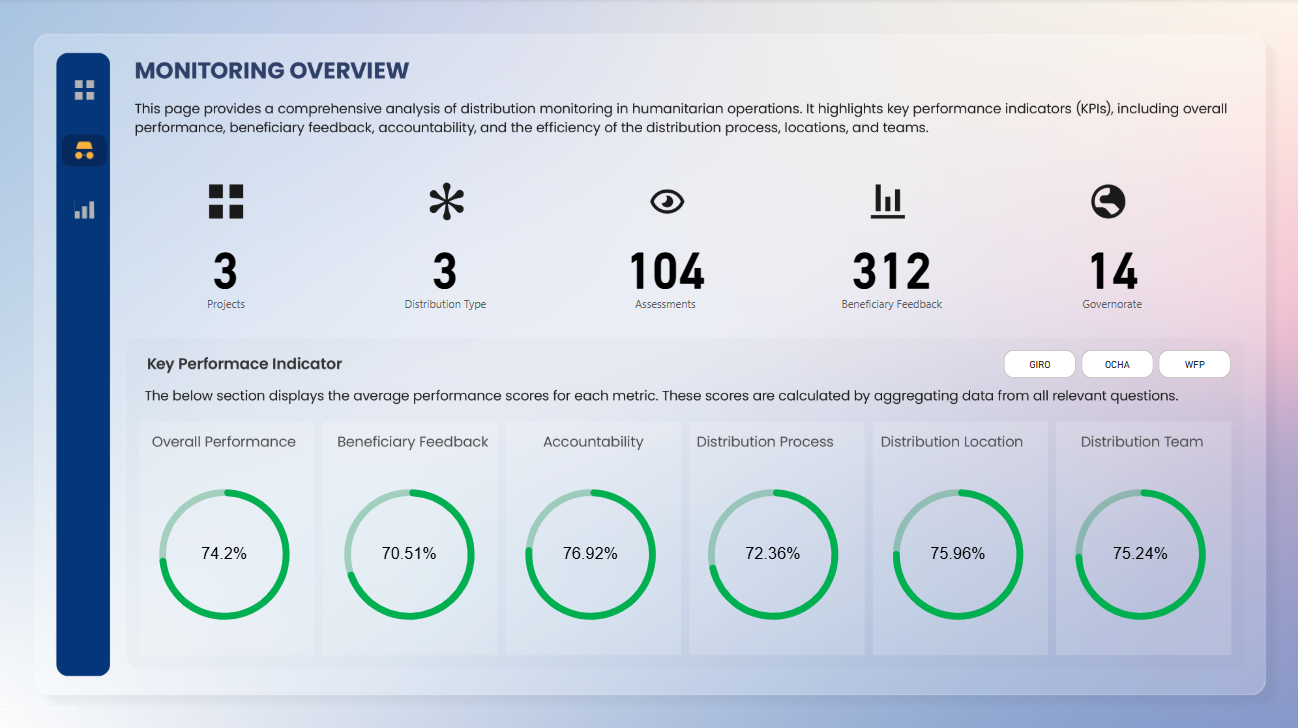 MONITORING OVERVIEW
This page provides a comprehensive analysis of distribution monitoring in humanitarian operations. It highlights key performance indicators (KPIs), including overall
performance, beneficiary feedback, accountability, and the efficiency of the distribution process, locations, and teams.
3
Projects
3
Distribution Type
104
Assessments
312
Beneficiary Feedback
14
Governorate
Key Performace Indicator
GIRO
OCHA
WFP
The below section displays the average performance scores for each metric. These scores are calculated by aggregating data from all relevant questions.
Overall Performance
74.2%
Beneficiary Feedback
70.51%
Accountability
76.92%
Distribution Process
72.36%
Distribution Location
75.96%
Distribution Team
75.24%